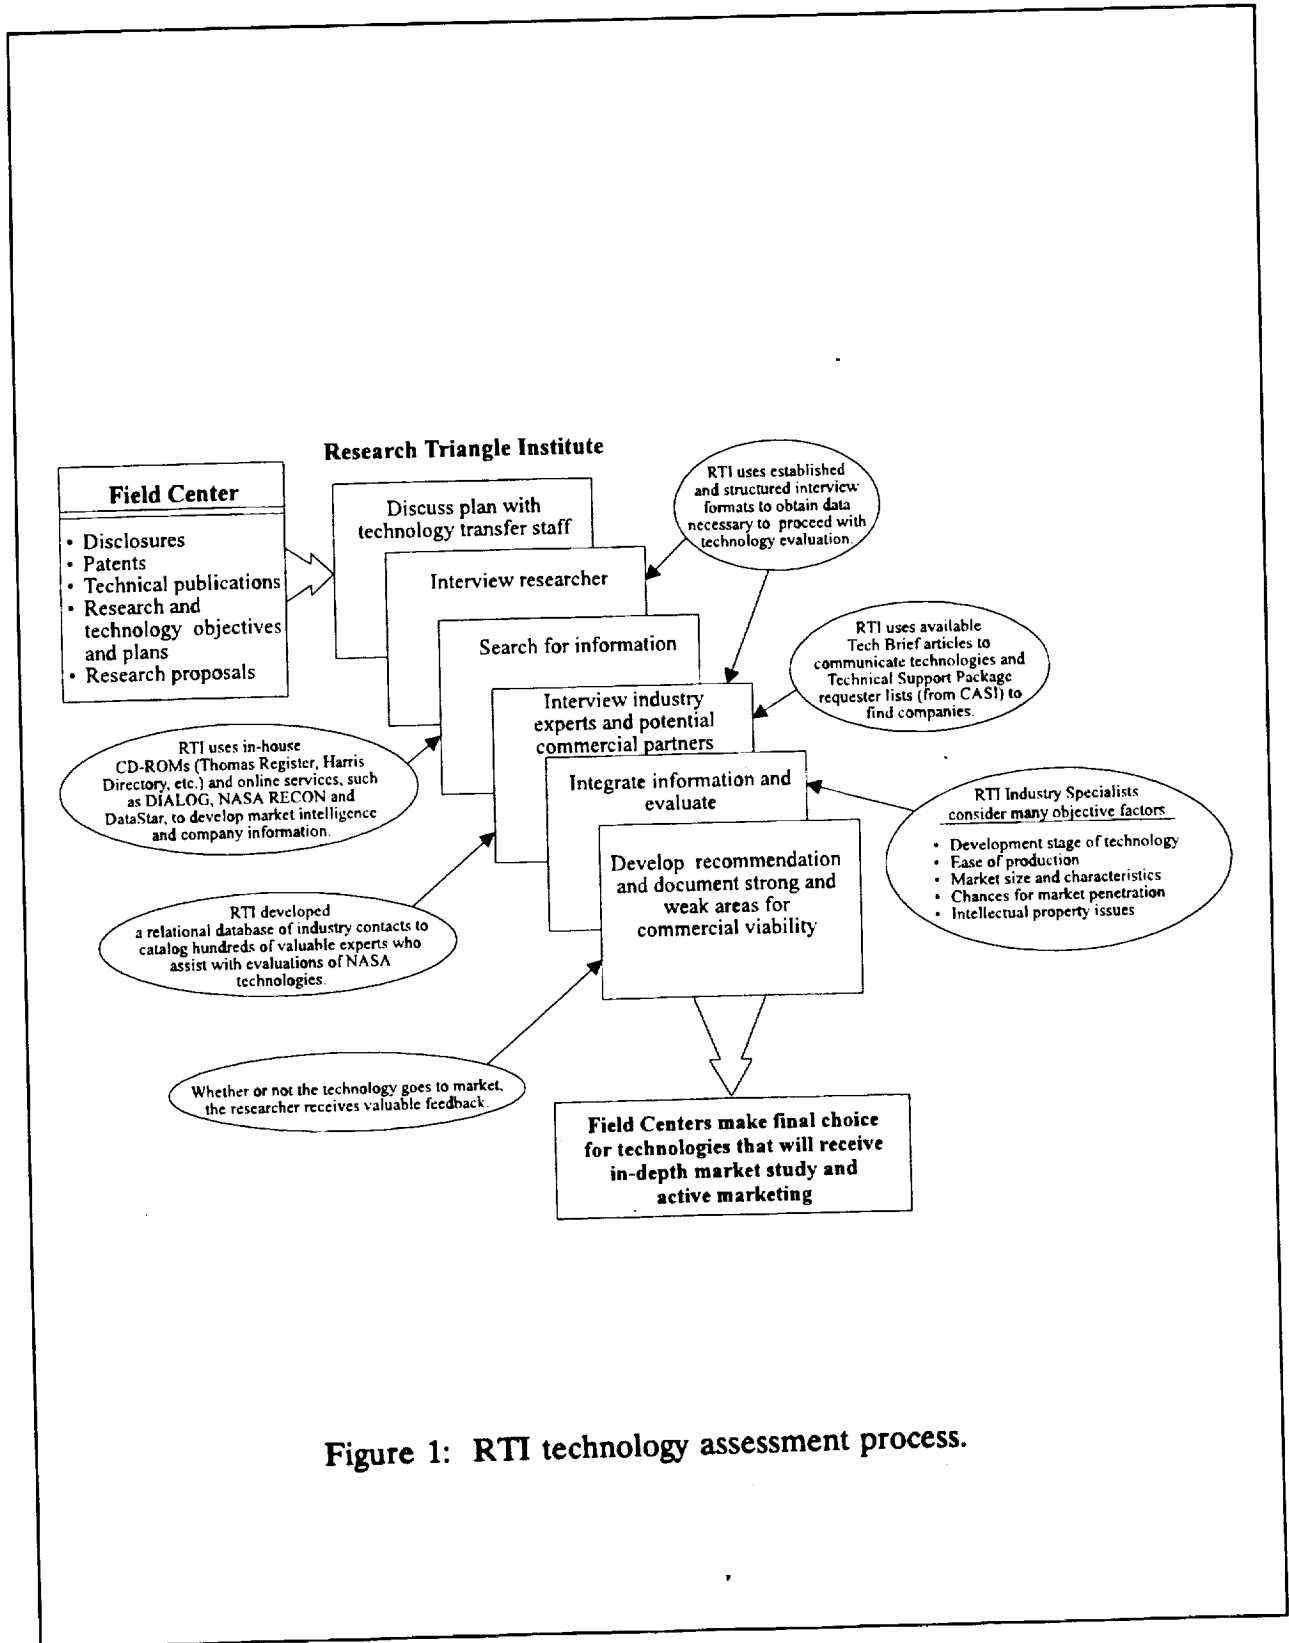 Research Triangle Institute
Field Center
• Disclosures
• Patents
• Technical publications
• Research and
technology objectives
and plans
• Research proposals
Discuss plan with
technology transfer staff
Interview researcher
Search for information
Interview industry
experts and potential
commercial partners
Integrate information and
evaluate
Develop recommendation
and document strong and
weak areas for
commercial viability
RTI uses established
and structured interview
formats to obtain data
necessary to proceed with
technology evaluation.
RTI uses available
Tech Brief articles to
communicate technologies and
Technical Support Package
requester lists (from CASI) to
find companies.
RTI uses in-house
CD-ROMs (Thomas Register, Harris
Directory, etc.) and online services, such
as DIALOG, NASA RECON and
DataStar, to develop market intelligence
and company information.
RTI Industry Specialists
consider many objective factors
• Development stage of technology
• Ease of production
• Market size and characteristics
• Chances for market penetration
• Intellectual property issues
RTI developed
a relational database of industry contacts to
catalog hundreds of valuable experts who
assist with evaluations of NASA
technologies.
Whether or not the technology goes to market,
the researcher receives valuable feedback.
Field Centers make final choice
for technologies that will receive
in-depth market study and
active marketing
Figure 1: RTI technology assessment process.